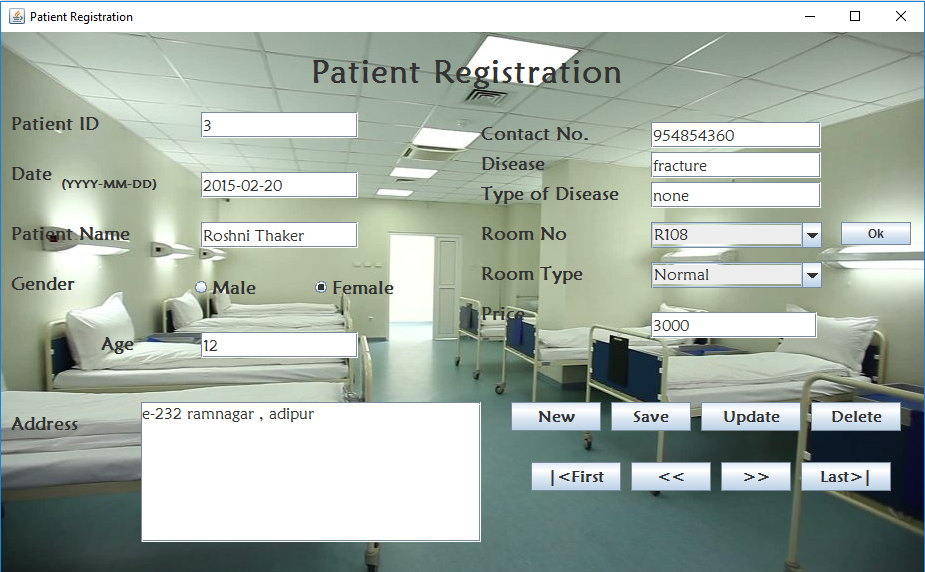 Patient Registration
Patient Registration
Patient ID
3
Date (YYYY-MM-DD)
2015-02-20
Patient Name
Roshni Thaker
Gender
Male
Female
Age
12
Address
e-232 ramnagar , adipur
Contact No.
954854360
Disease
fracture
Type of Disease
none
Room No
R108
Ok
Room Type
Normal
Price
3000
New
Save
Update
Delete
|<First
<<
>>
Last>|